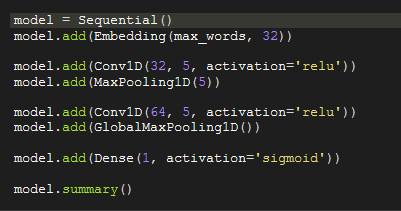 model = Sequential()
model.add(Embedding(max_words, 32))
model.add(Conv1D(32, 5, activation='relu'))
model.add(MaxPooling1D(5))
model.add(Conv1D(64, 5, activation='relu'))
model.add(GlobalMaxPooling1D())
model.add(Dense(1, activation='sigmoid'))
model.summary()